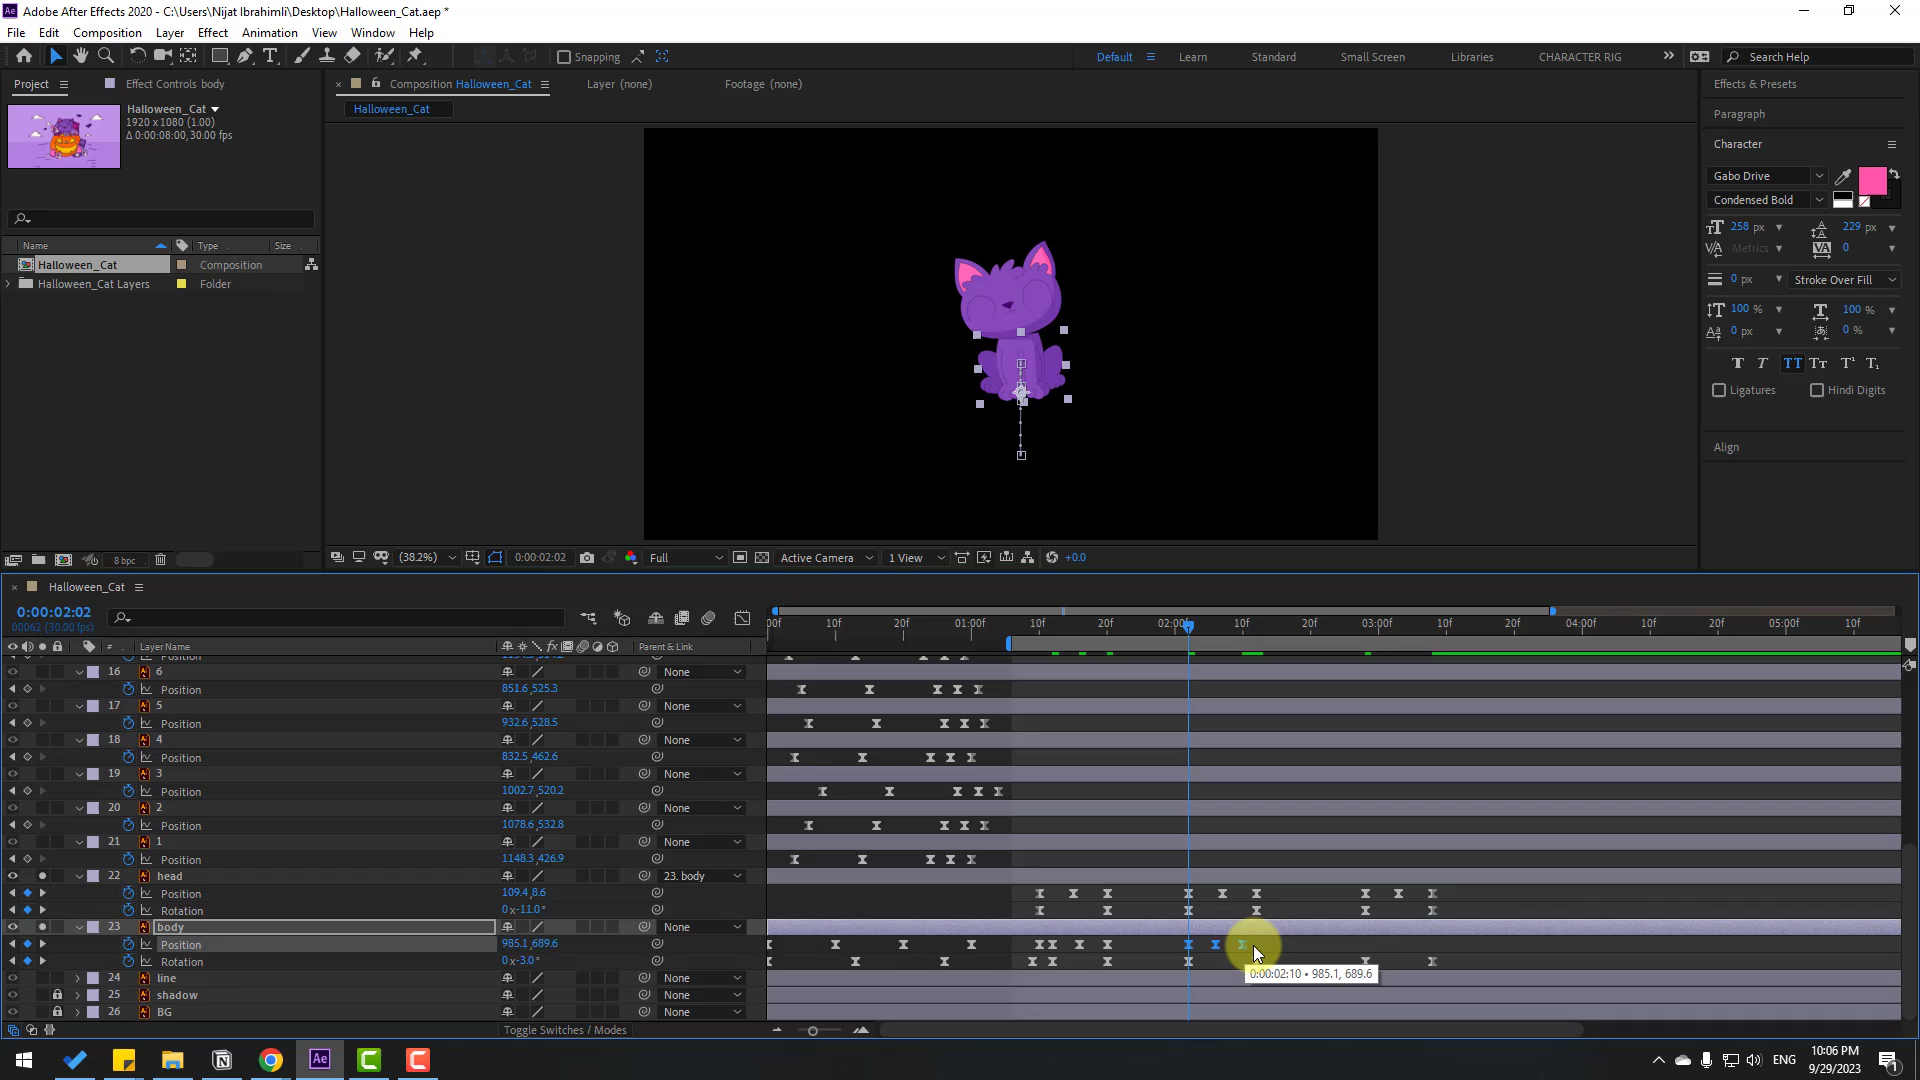 Adobe After Effects 2020 - C:\Users\Nijat Ibrahimli\Desktop\Halloween_Cat.aep *
File Edit Composition Layer Effect Animation View Window Help
Snapping Default Learn Standard Small Screen Libraries CHARACTER RIG Search Help
Project Effect Controls body
Composition Halloween_Cat Layer (none) Footage (none)
Halloween_Cat
Halloween_Cat
1920 x 1080 (1.00)
Δ 0:00:08:00, 30.00 fps
Name Type Size
Halloween_Cat Composition
Halloween_Cat Layers Folder
8 bpc
(38.2%) 0:00:02:02 Full Active Camera 1 View +0.0
Effects & Presets
Paragraph
Character
Gabo Drive
Condensed Bold
258 px 229 px
Metrics 0
0 px Stroke Over Fill
100 % 100 %
0 px 0 %
Ligatures Hindi Digits
Align
Halloween_Cat
0:00:02:02
00062 (30.00 fps)
# Layer Name Parent & Link
00f 10f 20f 01:00f 10f 20f 02:00f 10f 20f 03:00f 10f 20f 04:00f 10f 20f 05:00f 10f
16 6 None
Position 851.6,525.3
17 5 None
Position 932.6,528.5
18 4 None
Position 832.5,462.6
19 3 None
Position 1002.7,520.2
20 2 None
Position 1078.6,532.8
21 1 None
Position 1148.3,426.9
22 head 23. body
Position 109.4,8.6
Rotation 0x-11.0°
23 body None
Position 985.1,689.6
Rotation 0x-3.0°
0:00:02:10 • 985.1, 689.6
24 line None
25 shadow None
26 BG None
Toggle Switches / Modes
ENG
10:06 PM
9/29/2023
1